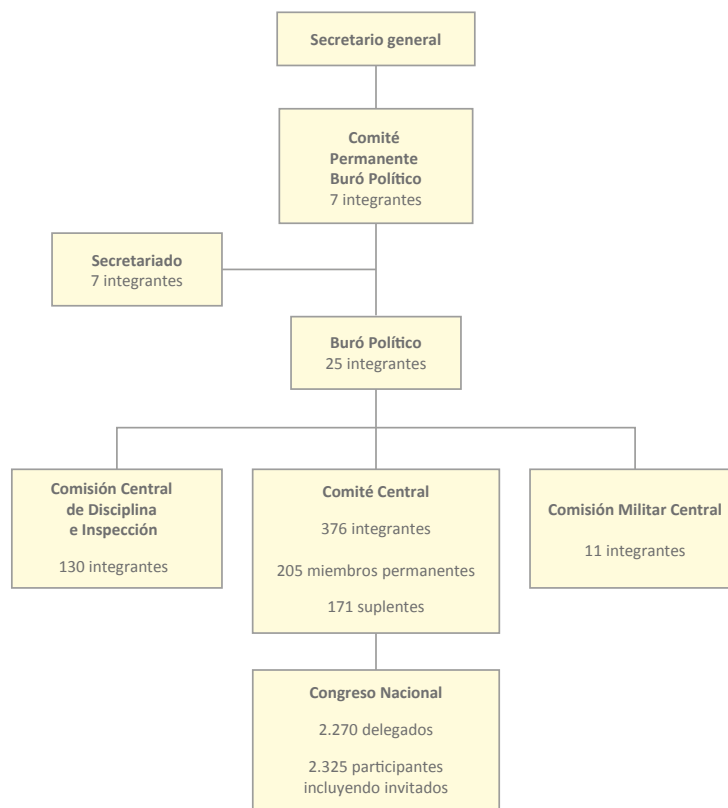 Secretario general
Comité
Permanente
Buró Político
7 integrantes
Secretariado
7 integrantes
Buró Político
25 integrantes
Comisión Central
de Disciplina
e Inspección
130 integrantes
Comité Central
376 integrantes
205 miembros permanentes
171 suplentes
Comisión Militar Central
11 integrantes
Congreso Nacional
2.270 delegados
2.325 participantes
incluyendo invitados